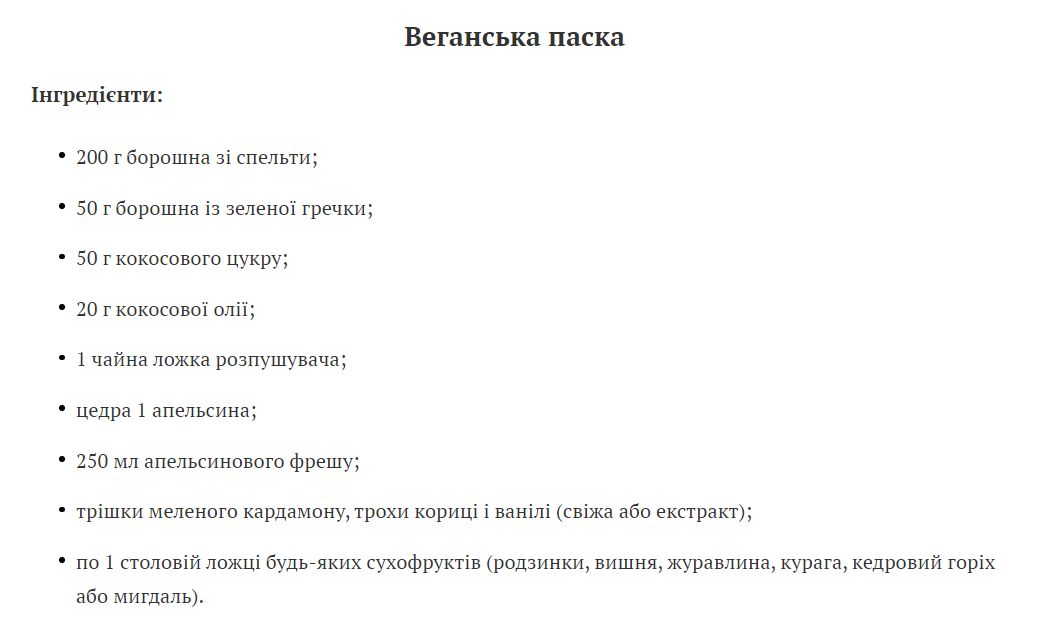 Веганська паска
Інгредієнти:
• 200 г борошна зі спельти;
• 50 г борошна із зеленої гречки;
• 50 г кокосового цукру;
• 20 г кокосової олії;
• 1 чайна ложка розпушувача;
• цедра 1 апельсина;
• 250 мл апельсинового фрешу;
• трішки меленого кардамону, трохи кориці і ванілі (свіжа або екстракт);
• по 1 столовій ложці будь-яких сухофруктів (родзинки, вишня, журавлина, курага, кедровий горіх
або мигдаль).